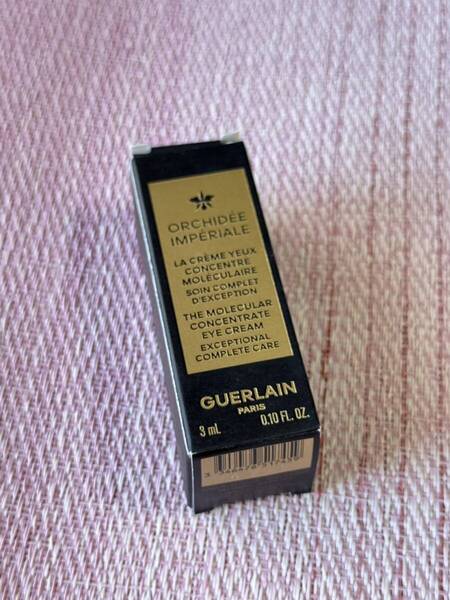 ORCHIDÉE
IMPÉRIALE
LA CRÈME YEUX
CONCENTRÉ
MOLÉCULAIRE
SOIN COMPLET
D'EXCEPTION
THE MOLECULAR
CONCENTRATE
EYE CREAM
EXCEPTIONAL
COMPLETE CARE
GUERLAIN
PARIS
3 mL 0.10 FL. OZ.